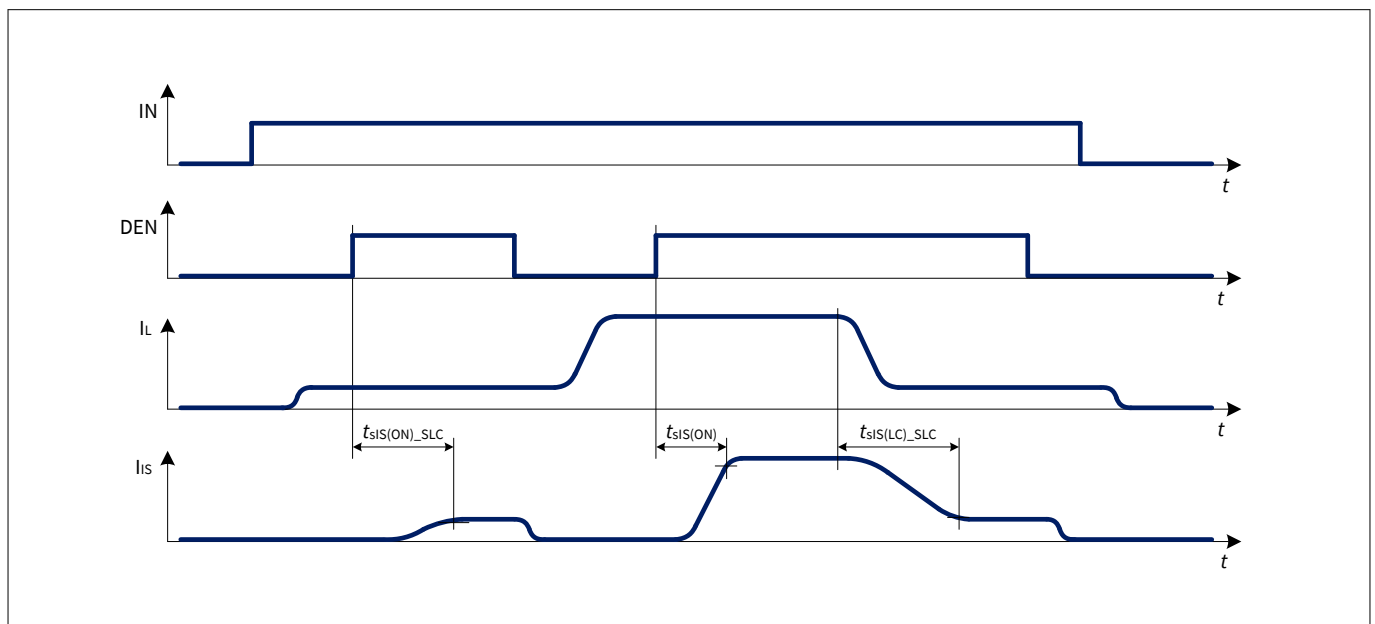 IN
t
DEN
t
IL
t
tsIS(ON)_SLC
tsIS(ON)
tsIS(LC)_SLC
IIS
t